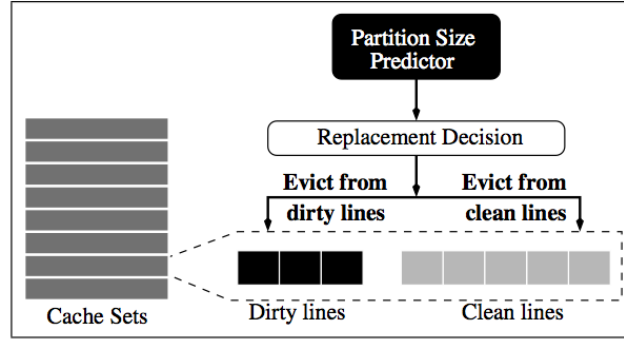 Partition Size
Predictor
Replacement Decision
Evict from
dirty lines
Evict from
clean lines
Cache Sets
Dirty lines
Clean lines